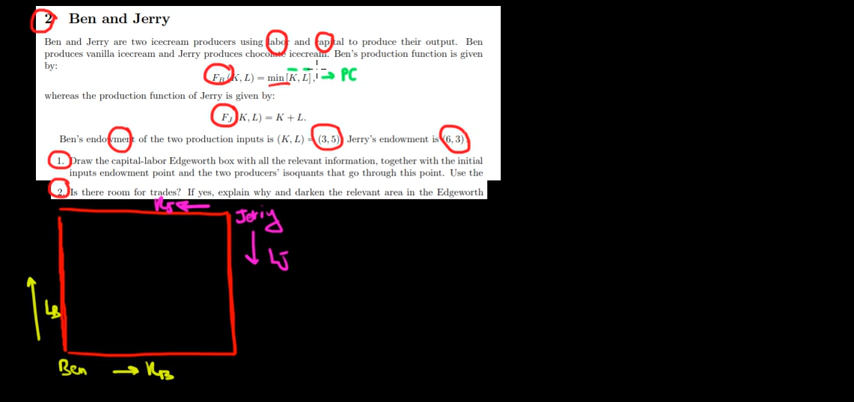 2 Ben and Jerry
Ben and Jerry are two icecream producers using labor and capital to produce their output. Ben
produces vanilla icecream and Jerry produces chocolate icecream. Ben's production function is given
by:
F_B(K, L) = min[K, L], → PC
whereas the production function of Jerry is given by:
F_J(K, L) = K + L.
Ben's endowment of the two production inputs is (K, L) = (3, 5). Jerry's endowment is (6, 3).
1. Draw the capital-labor Edgeworth box with all the relevant information, together with the initial
inputs endowment point and the two producers' isoquants that go through this point. Use the
2. Is there room for trades? If yes, explain why and darken the relevant area in the Edgeworth
KJ ←
Jerry
↓ LJ
↑ LB
Ben → KB